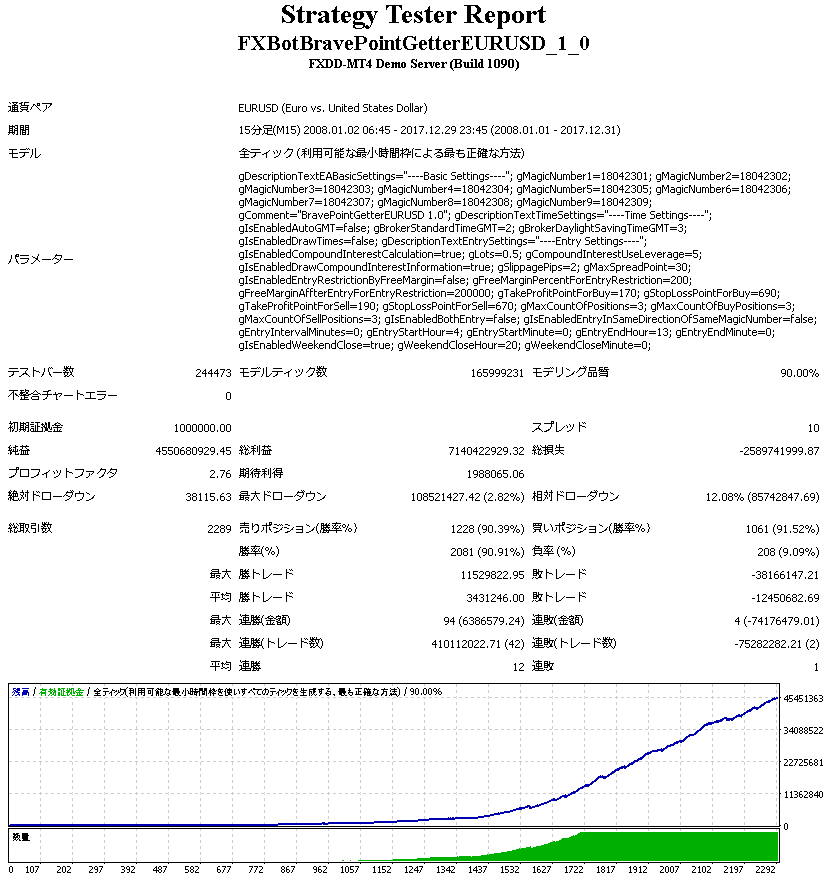 Strategy Tester Report
FXBotBravePointGetterEURUSD_1_0
FXDD-MT4 Demo Server (Build 1090)
通貨ペア EURUSD (Euro vs. United States Dollar)
期間 15分足(M15) 2008.01.02 06:45 - 2017.12.29 23:45 (2008.01.01 - 2017.12.31)
モデル 全ティック (利用可能な最小時間枠による最も正確な方法)
パラメーター
gDescriptionTextEABasicSettings="----Basic Settings----"; gMagicNumber1=18042301; gMagicNumber2=18042302;
gMagicNumber3=18042303; gMagicNumber4=18042304; gMagicNumber5=18042305; gMagicNumber6=18042306;
gMagicNumber7=18042307; gMagicNumber8=18042308; gMagicNumber9=18042309;
gComment="BravePointGetterEURUSD 1.0"; gDescriptionTextTimeSettings="----Time Settings----";
gIsEnabledAutoGMT=false; gBrokerStandardTimeGMT=2; gBrokerDaylightSavingTimeGMT=3;
gIsEnabledDrawTimes=false; gDescriptionTextEntrySettings="----Entry Settings----";
gIsEnabledCompoundInterestCalculation=true; gLots=0.5; gCompoundInterestUseLeverage=5;
gIsEnabledDrawCompoundInterestInformation=true; gSlippagePips=2; gMaxSpreadPoint=30;
gIsEnabledEntryRestrictionByFreeMargin=false; gFreeMarginPercentForEntryRestriction=200;
gFreeMarginAffterEntryForEntryRestriction=200000; gTakeProfitPointForBuy=170; gStopLossPointForBuy=690;
gTakeProfitPointForSell=190; gStopLossPointForSell=670; gMaxCountOfPositions=3; gMaxCountOfBuyPositions=3;
gMaxCountOfSellPositions=3; gIsEnabledBothEntry=false; gIsEnabledEntryInSameDirectionOfSameMagicNumber=false;
gEntryIntervalMinutes=0; gEntryStartHour=4; gEntryStartMinute=0; gEntryEndHour=13; gEntryEndMinute=0;
gIsEnabledWeekendClose=true; gWeekendCloseHour=20; gWeekendCloseMinute=0;
テストバー数 244473 モデルティック数 165999231 モデリング品質 90.00%
不整合チャートエラー 0
初期証拠金 1000000.00 スプレッド 10
純益 4550680929.45 総利益 7140422929.32 総損失 -2589741999.87
プロフィットファクタ 2.76 期待利得 1988065.06
絶対ドローダウン 38115.63 最大ドローダウン 108521427.42 (2.82%) 相対ドローダウン 12.08% (85742847.69)
総取引数 2289 売りポジション(勝率%) 1228 (90.39%) 買いポジション(勝率%) 1061 (91.52%)
勝率(%) 2081 (90.91%) 負率 (%) 208 (9.09%)
最大 勝トレード 11529822.95 敗トレード -38166147.21
平均 勝トレード 3431246.00 敗トレード -12450682.69
最大 連勝(金額) 94 (6386579.24) 連敗(金額) 4 (-74176479.01)
最大 連勝(トレード数) 410112022.71 (42) 連敗(トレード数) -75282282.21 (2)
平均 連勝 12 連敗 1
残高 / 有効証拠金 / 全ティック(利用可能な最小時間枠を使いすべてのティックを生成する、最も正確な方法) / 90.00%
45451363
34088522
22725681
11362840
0
数量
0 107 202 297 392 487 582 677 772 867 962 1057 1152 1247 1342 1437 1532 1627 1722 1817 1912 2007 2102 2197 2292